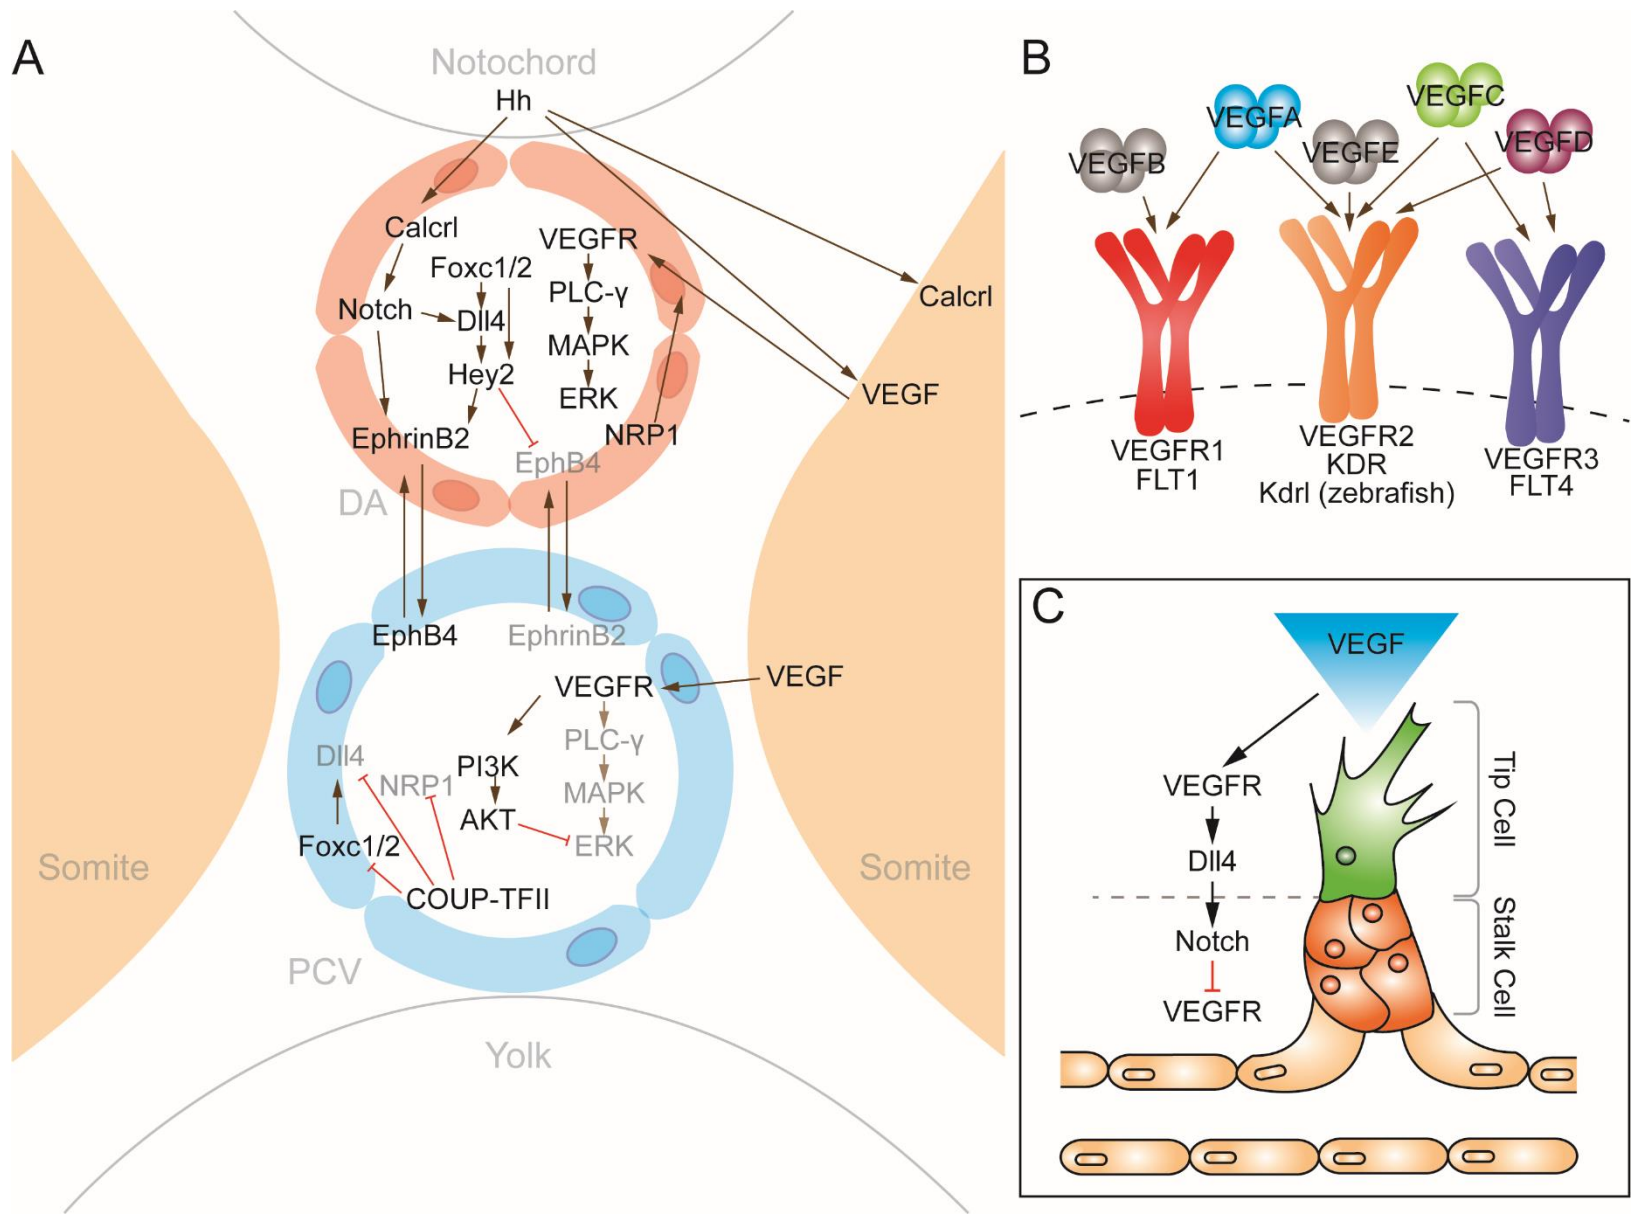 A
Notochord
Hh
Calcrl
Foxc1/2
VEGFR
Notch
Dll4
PLC-γ
Hey2
MAPK
ERK
EphrinB2
NRP1
EphB4
DA
Calcrl
VEGF
EphB4
EphrinB2
VEGFR
VEGF
Dll4
NRP1
PI3K
PLC-γ
AKT
MAPK
Foxc1/2
ERK
COUP-TFII
Somite
Somite
PCV
Yolk
B
VEGFB
VEGFA
VEGFE
VEGFC
VEGFD
VEGFR1
FLT1
VEGFR2
KDR
Kdrl (zebrafish)
VEGFR3
FLT4
C
VEGF
VEGFR
Dll4
Notch
VEGFR
Tip Cell
Stalk Cell